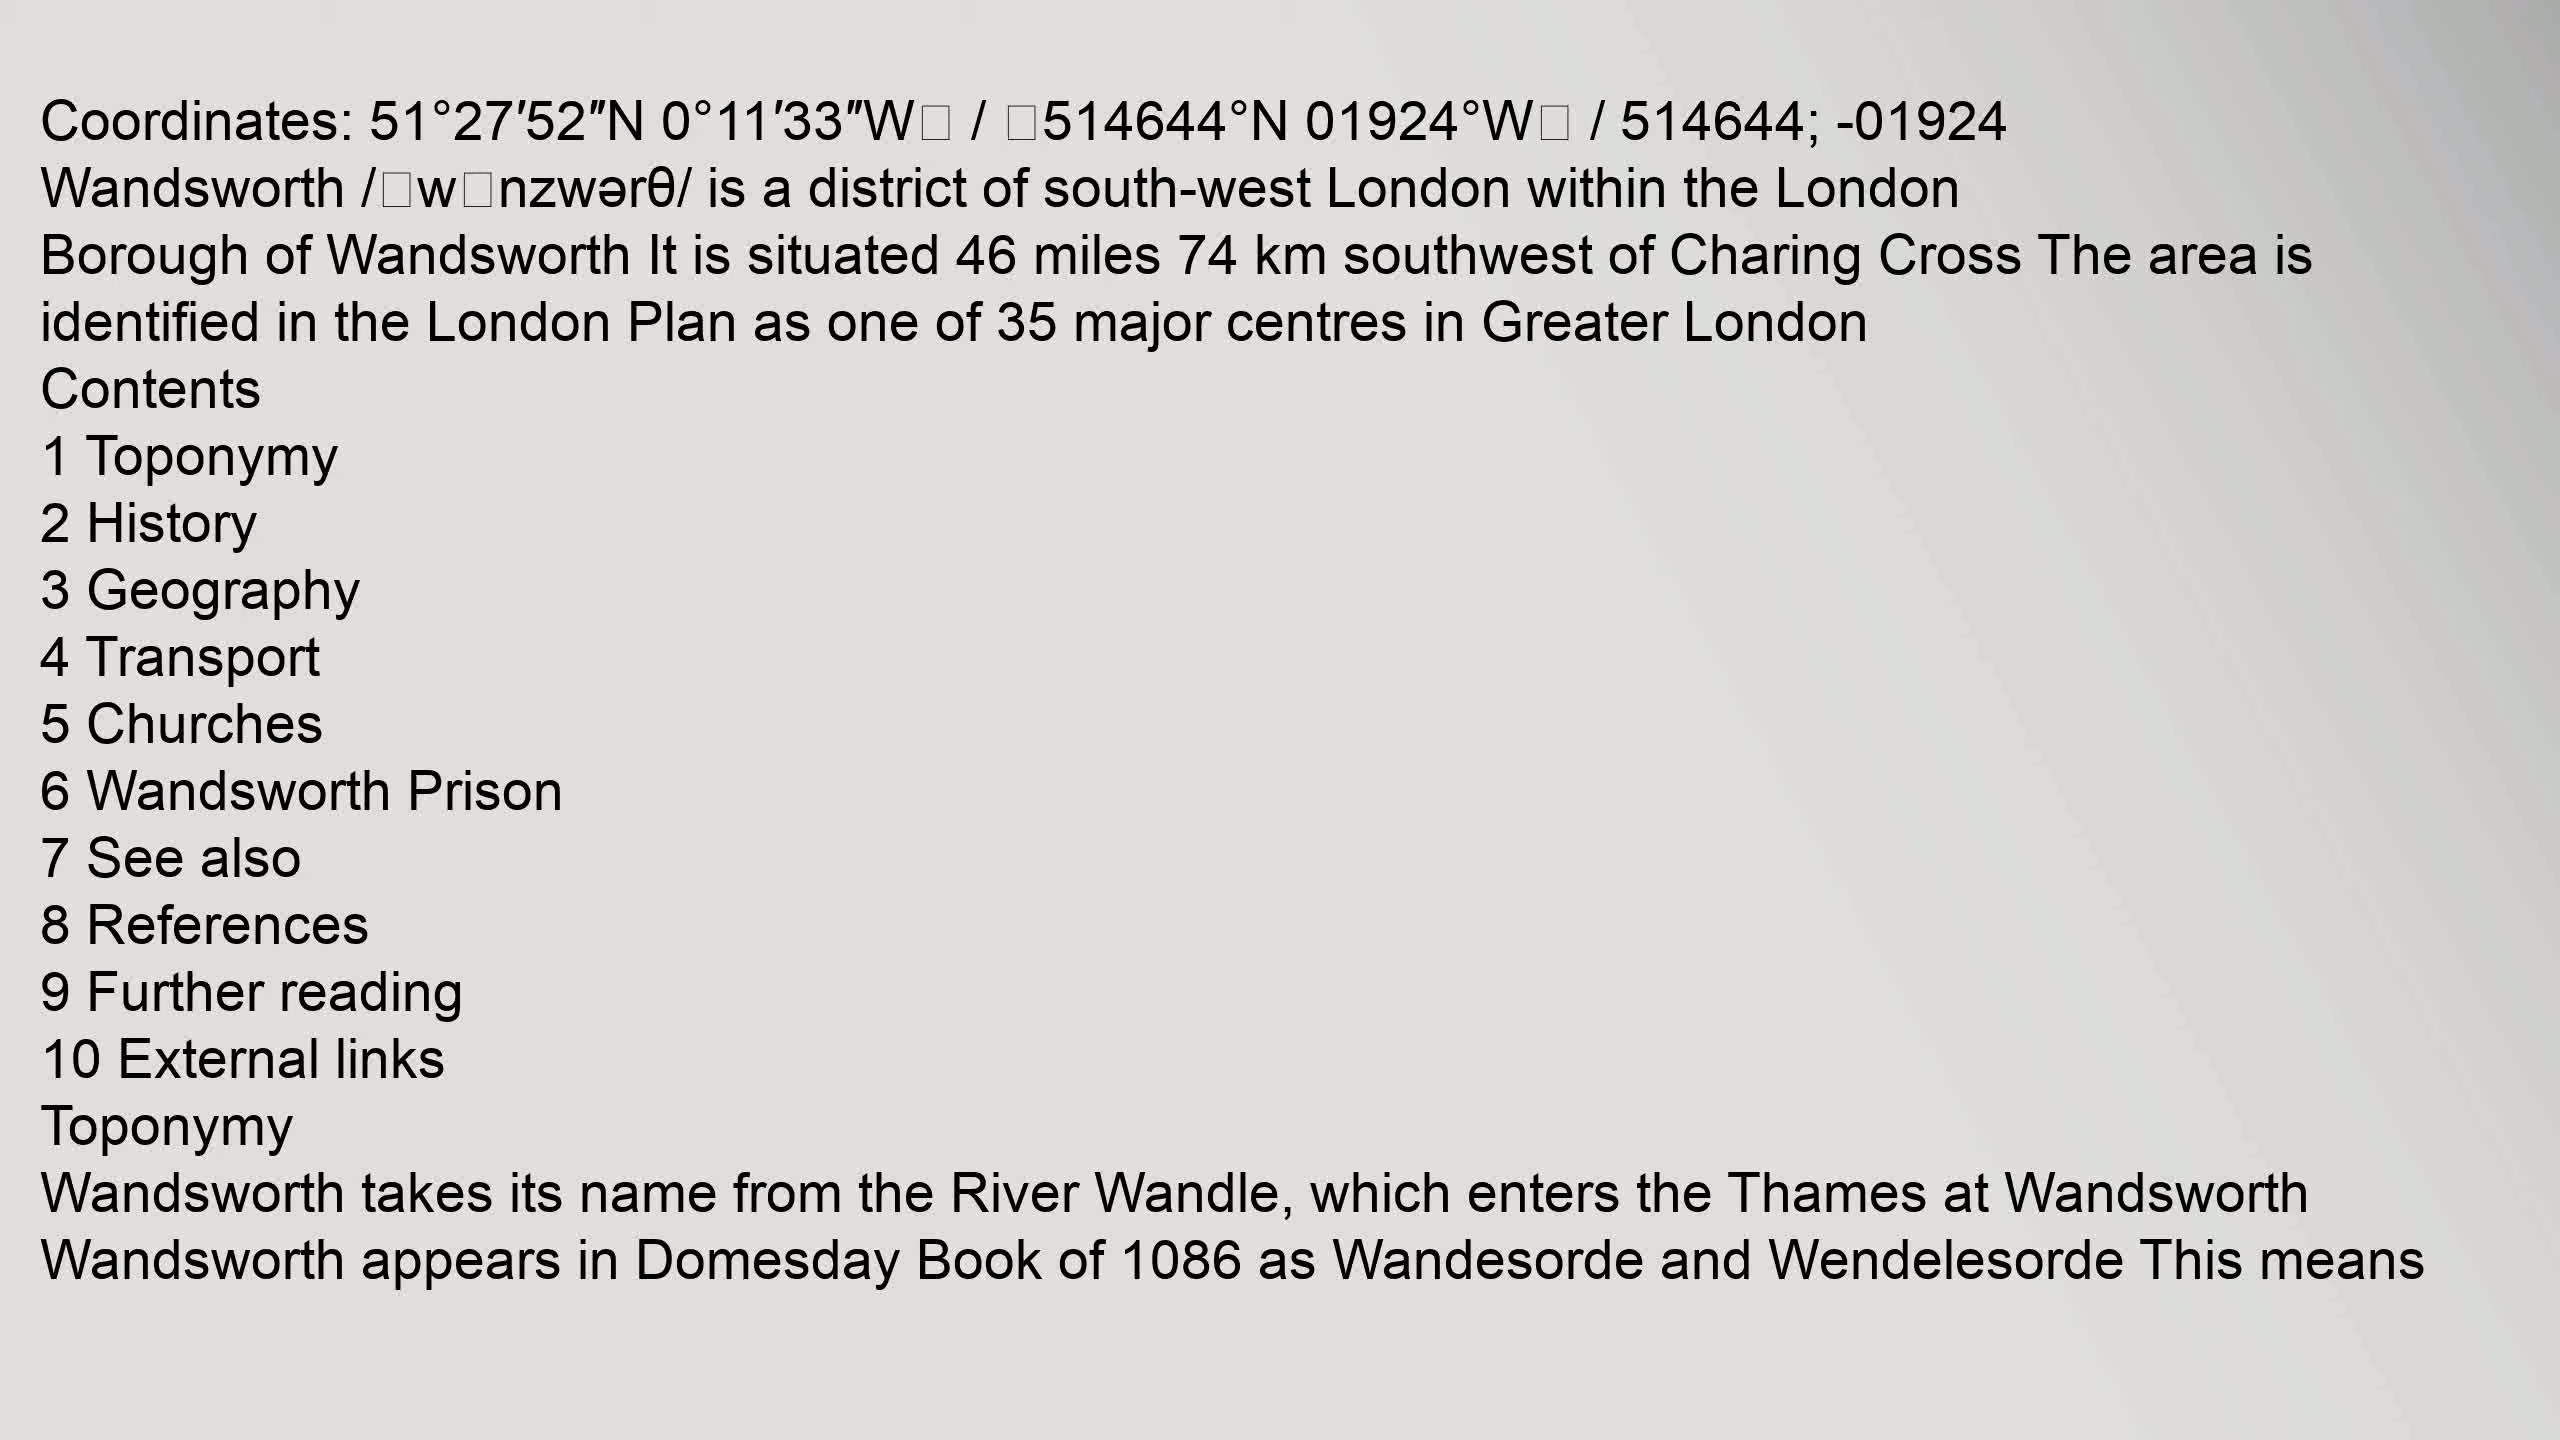 Coordinates: 51°27′52″N 0°11′33″W□ / □514644°N 01924°W□ / 514644; -01924
Wandsworth /□w□nzwərθ/ is a district of south-west London within the London
Borough of Wandsworth It is situated 46 miles 74 km southwest of Charing Cross The area is
identified in the London Plan as one of 35 major centres in Greater London
Contents
1 Toponymy
2 History
3 Geography
4 Transport
5 Churches
6 Wandsworth Prison
7 See also
8 References
9 Further reading
10 External links
Toponymy
Wandsworth takes its name from the River Wandle, which enters the Thames at Wandsworth
Wandsworth appears in Domesday Book of 1086 as Wandesorde and Wendelesorde This means